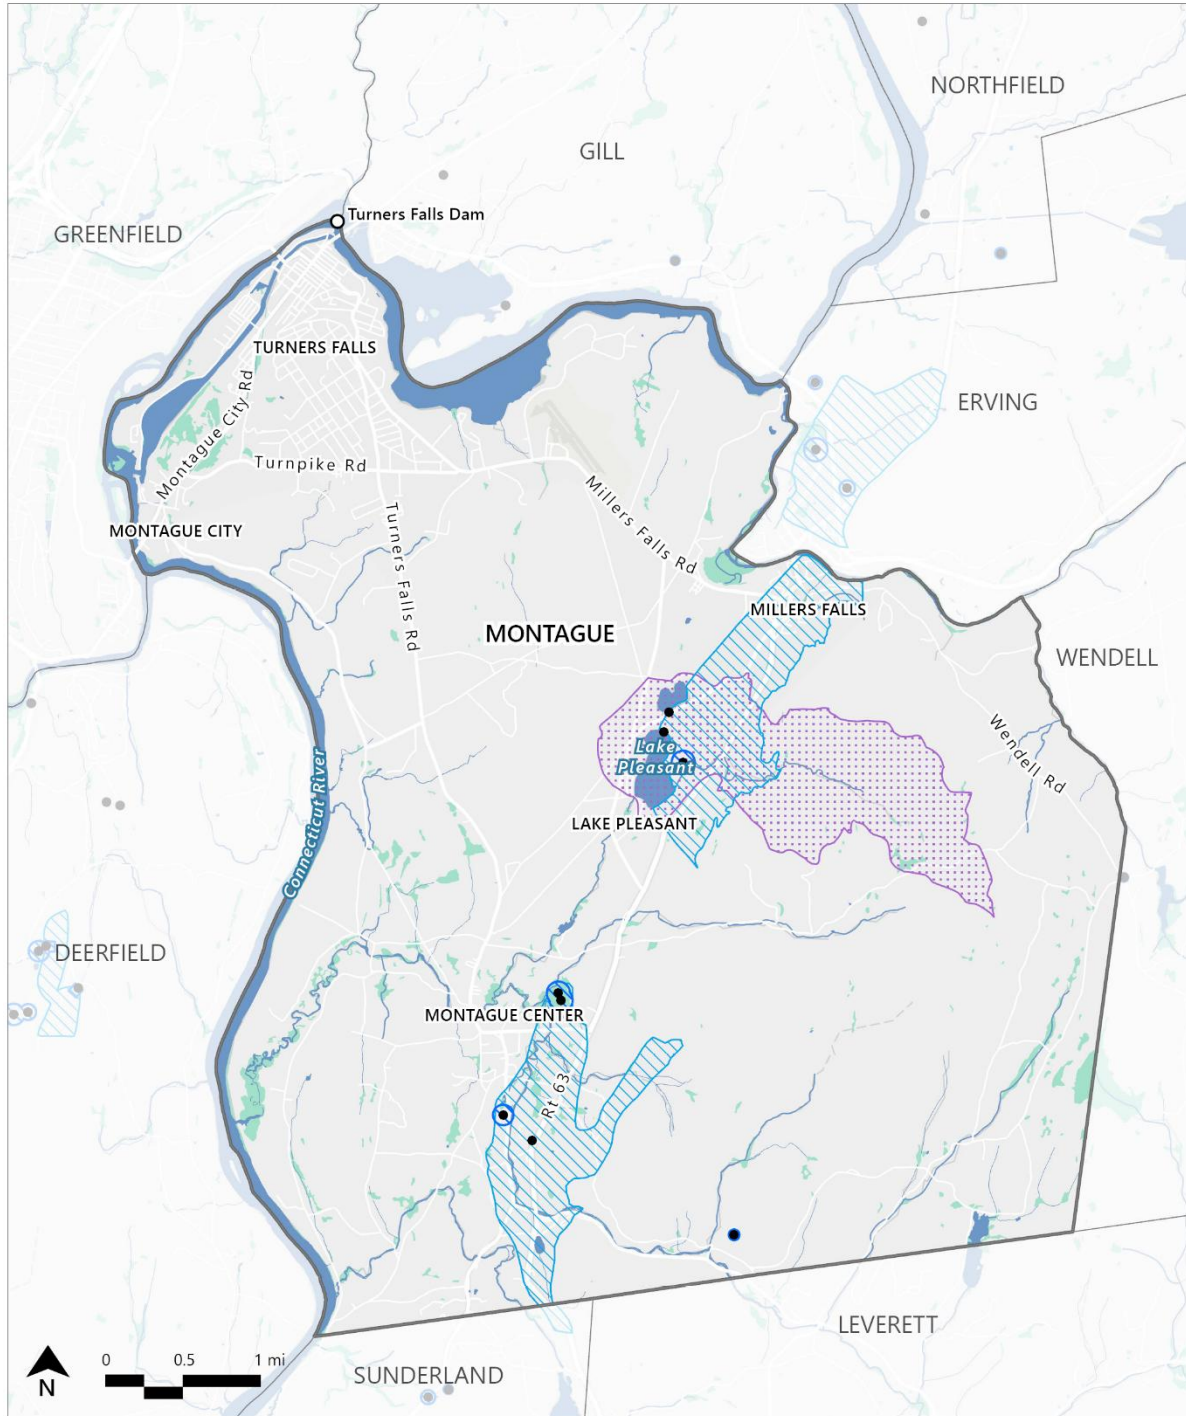 NORTHFIELD
GILL
Turners Falls Dam
GREENFIELD
TURNERS FALLS
ERVING
Montague City Rd
Turnpike Rd
Millers Falls Rd
MONTAGUE CITY
Turners Falls Rd
MILLERS FALLS
MONTAGUE
WENDELL
Wendell Rd
Lake
Pleasant
Connecticut River
LAKE PLEASANT
DEERFIELD
MONTAGUE CENTER
Rt 63
LEVERETT
0 0.5 1 mi
N
SUNDERLAND